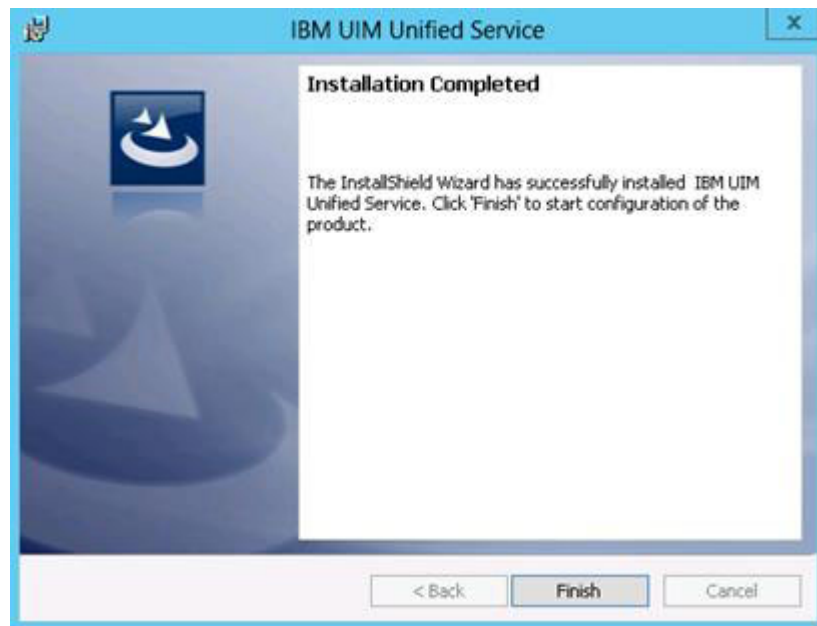 IBM UIM Unified Service
x
Installation Completed
The InstallShield Wizard has successfully installed IBM UIM
Unified Service. Click 'Finish' to start configuration of the
product.
< Back
Finish
Cancel